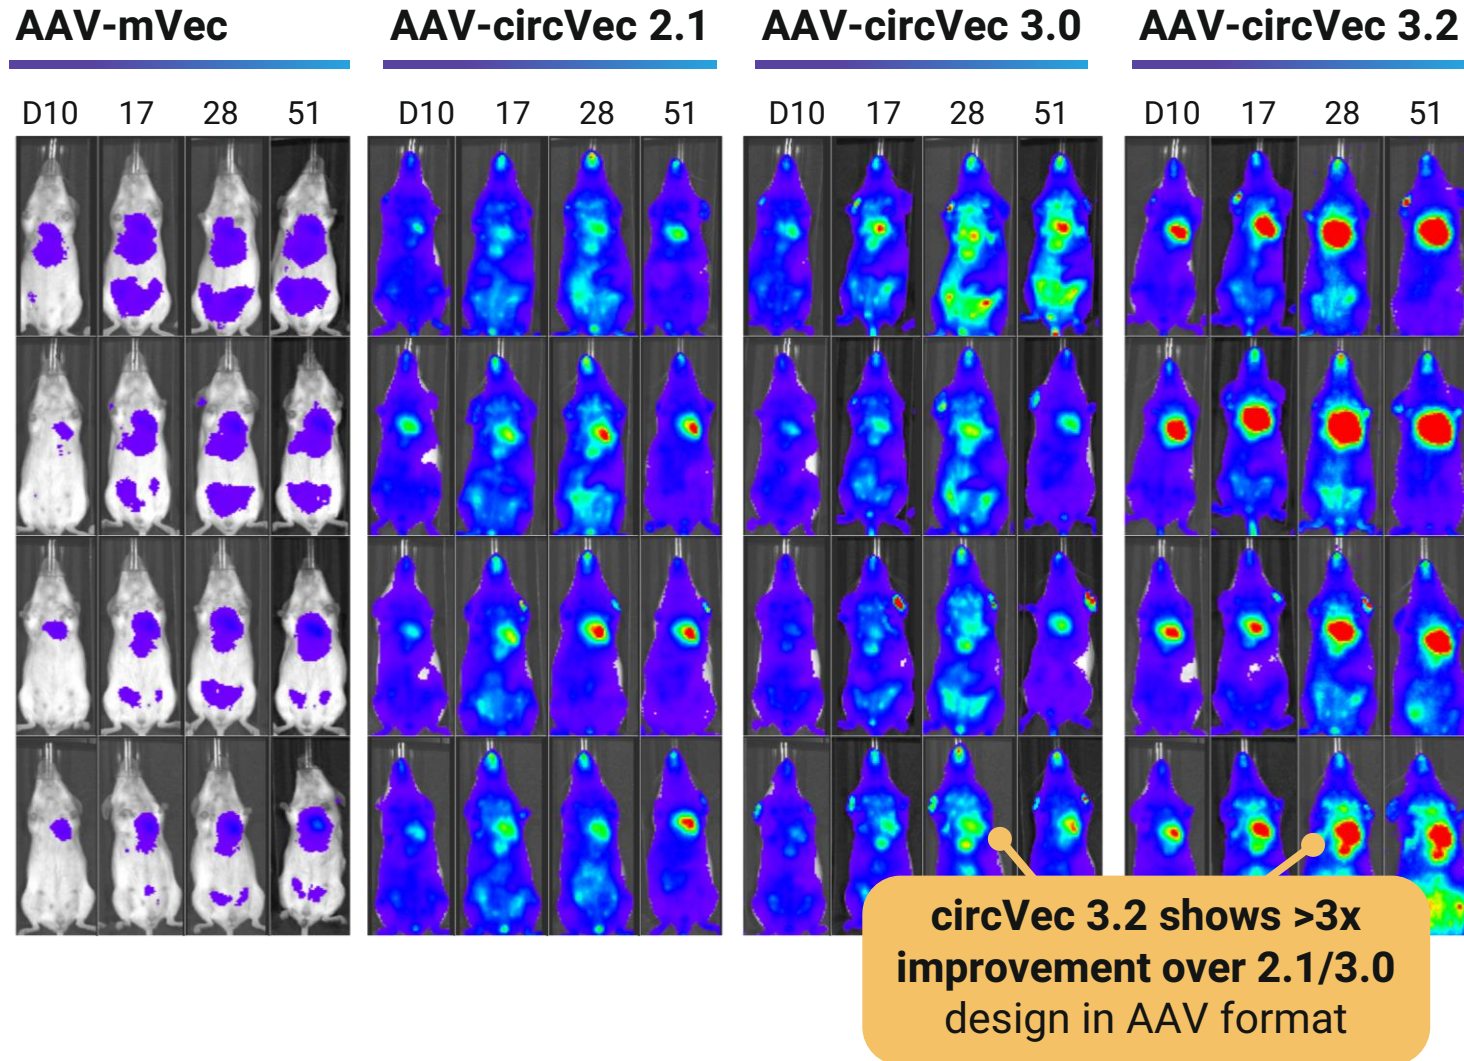 AAV-mVec AAV-circVec 2.1 AAV-circVec 3.0 AAV-circVec 3.2
D10 17 28 51 D10 17 28 51 D10 17 28 51 D10 17 28 51
circVec 3.2 shows >3x
improvement over 2.1/3.0
design in AAV format